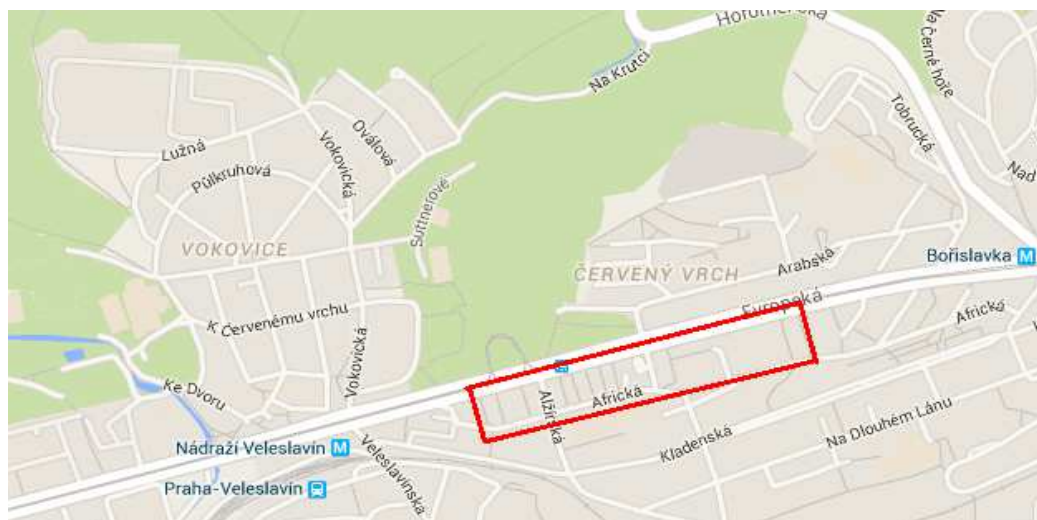 Horoměřická
Na Černé hoře
Na Krutci
Tobrucká
Oválová
Vokovická
Lužná
Půlkruhová
Nad
Suttnerové
VOKOVICE
Bořislavka M
Arabská
ČERVENÝ VRCH
Evropská
K Červenému vrchu
Africká
Vokovická
Ke Dvoru
Africká
Alžírská
Na Dlouhém Lánu
Kladenská
Nádraží Veleslavín M
Veleslavínská
Praha-Veleslavín